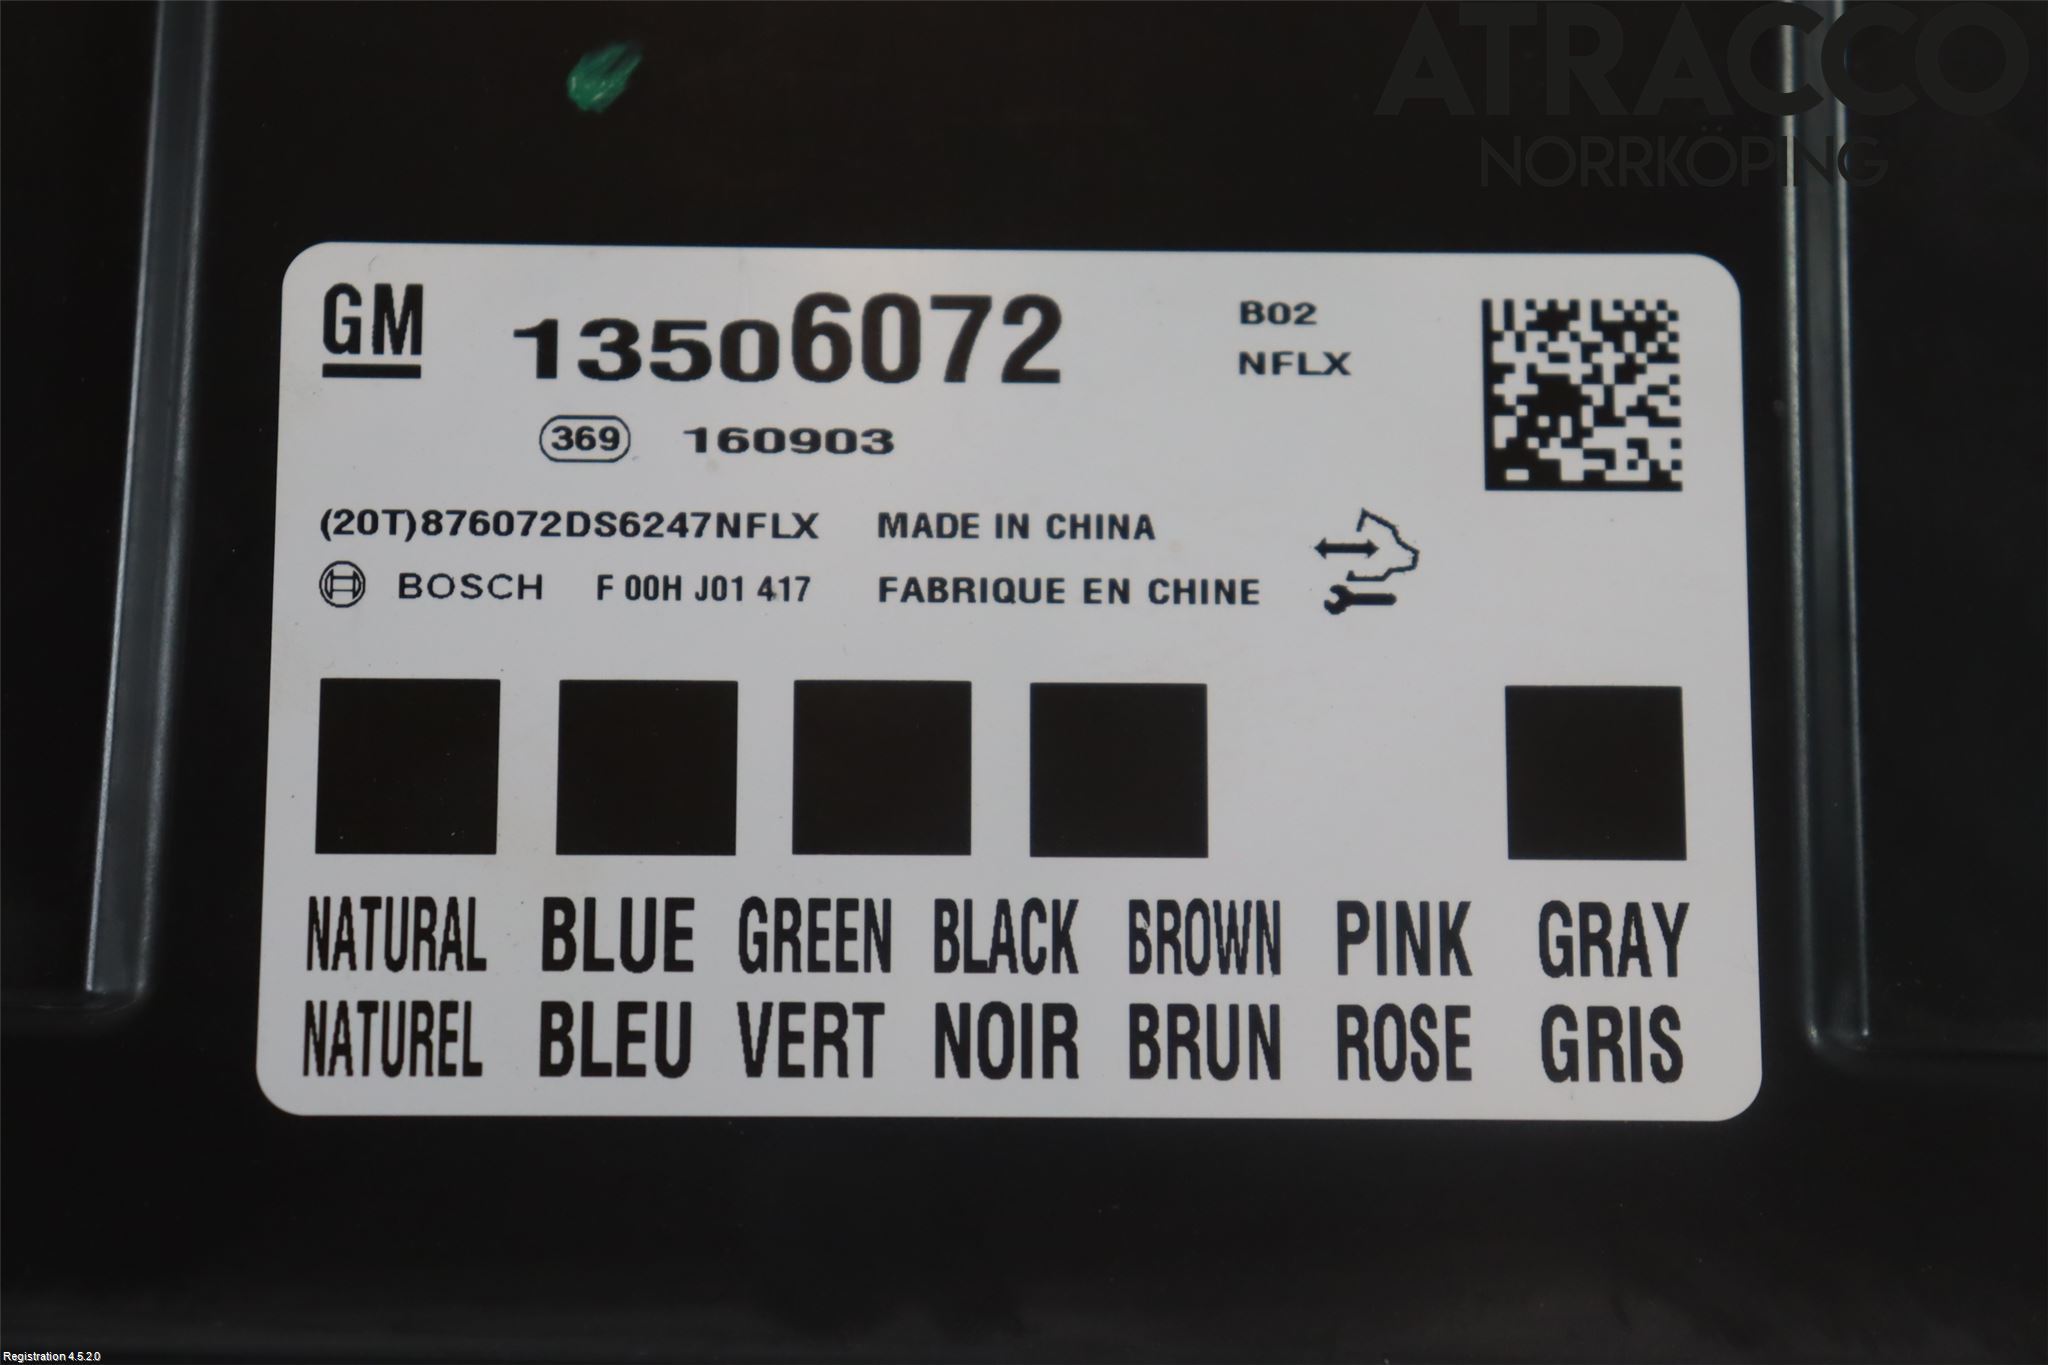 ATRACCO
NORRKÖPING
GM 13506072 B02
NFLX
369 160903
(20T)876072DS6247NFLX MADE IN CHINA
BOSCH F 00H J01 417 FABRIQUE EN CHINE
NATURAL BLUE GREEN BLACK BROWN PINK GRAY
NATUREL BLEU VERT NOIR BRUN ROSE GRIS
Registration 4.5.2.0